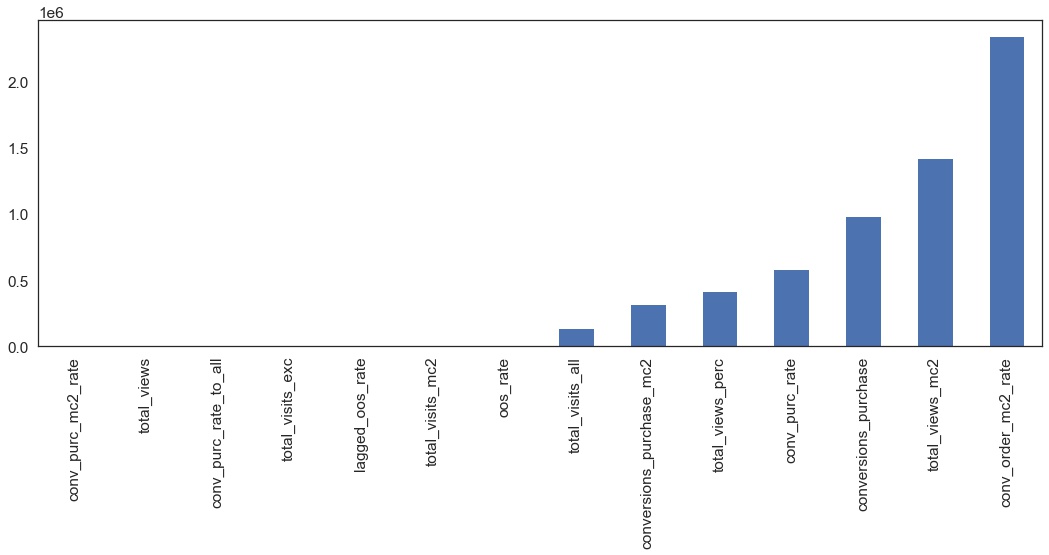 1e6
2.0
1.5
1.0
0.5
0.0
conv_purc_mc2_rate
total_views
conv_purc_rate_to_all
total_visits_exc
lagged_oos_rate
total_visits_mc2
oos_rate
total_visits_all
conversions_purchase_mc2
total_views_perc
conv_purc_rate
conversions_purchase
total_views_mc2
conv_order_mc2_rate